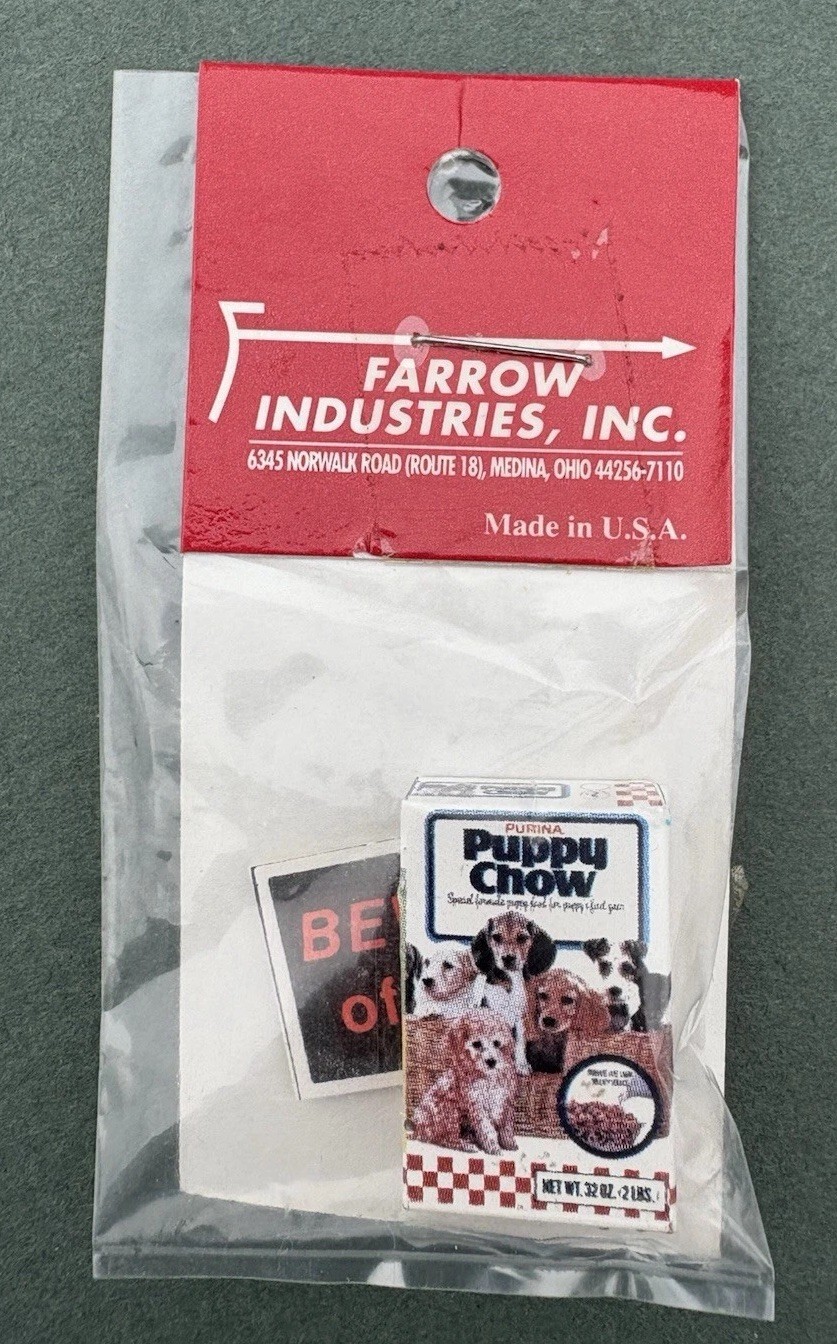 FARROW
INDUSTRIES, INC.
6345 NORWALK ROAD (ROUTE 18), MEDINA, OHIO 44256-7110
Made in U.S.A.
BE
of
PURINA
Puppy
Chow
NET WT. 32 OZ. (2 LBS.)